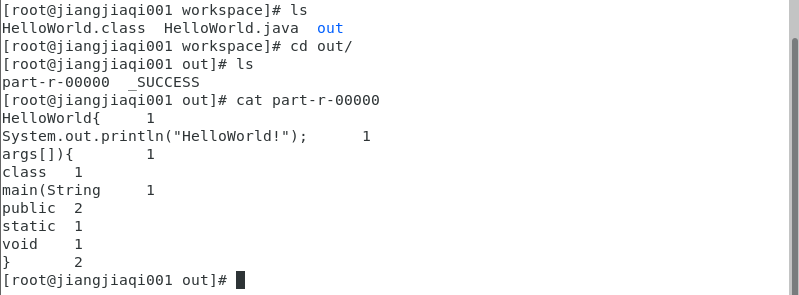 [root@jiangjiaqi001 workspace]# ls
HelloWorld.class  HelloWorld.java  out
[root@jiangjiaqi001 workspace]# cd out/
[root@jiangjiaqi001 out]# ls
part-r-00000  _SUCCESS
[root@jiangjiaqi001 out]# cat part-r-00000
HelloWorld{     1
System.out.println("HelloWorld!");      1
args[]){        1
class   1
main(String     1
public  2
static  1
void    1
}       2
[root@jiangjiaqi001 out]#